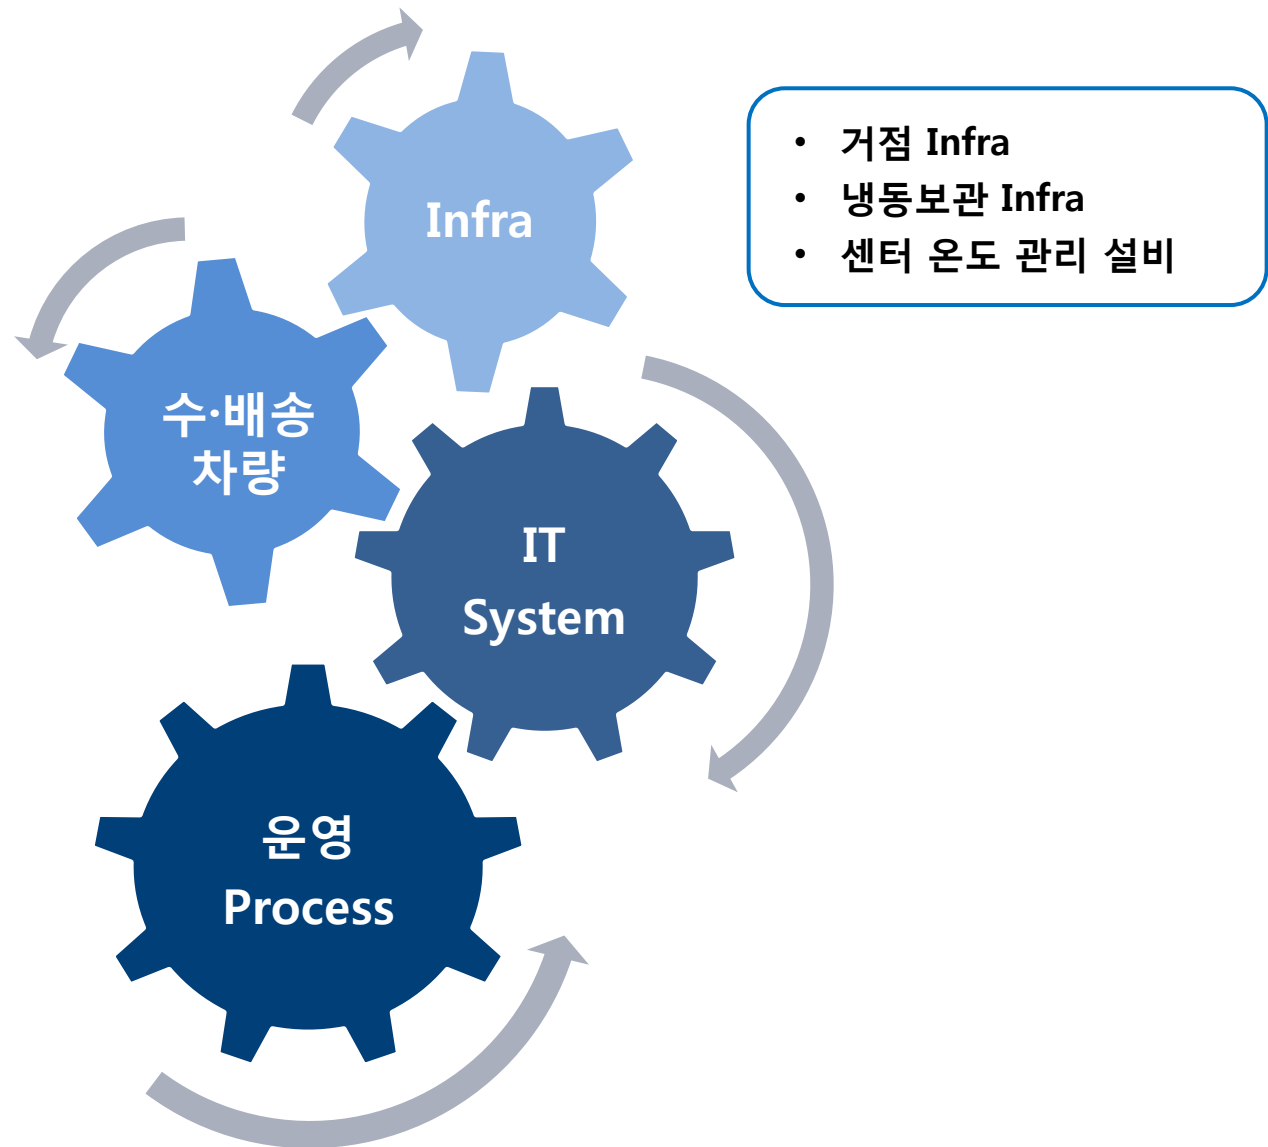 Infra
• 거점 Infra
• 냉동보관 Infra
• 센터 온도 관리 설비
수·배송
차량
IT
System
운영
Process